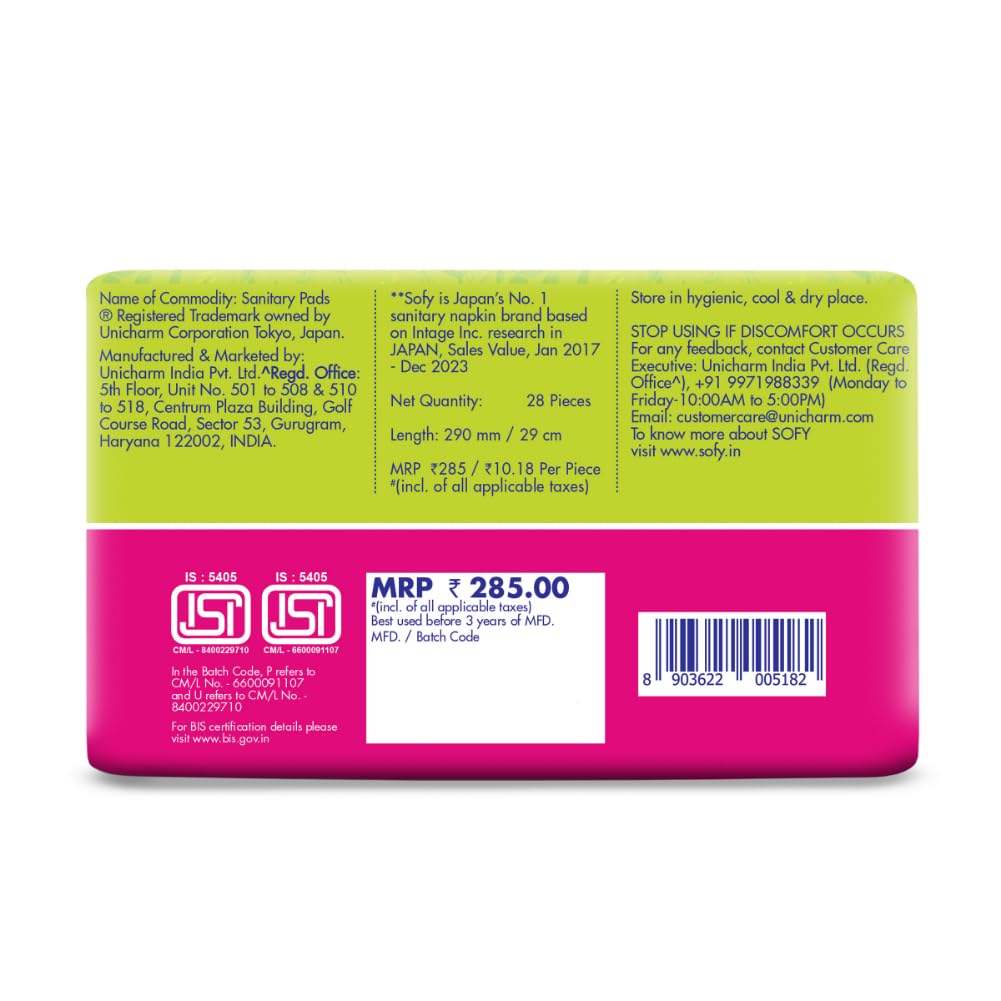 Name of Commodity: Sanitary Pads
® Registered Trademark owned by
Unicharm Corporation Tokyo, Japan.
Manufactured & Marketed by:
Unicharm India Pvt. Ltd.^Regd. Office:
5th Floor, Unit No. 501 to 508 & 510
to 518, Centrum Plaza Building, Golf
Course Road, Sector 53, Gurugram,
Haryana 122002, INDIA.
**Sofy is Japan's No. 1
sanitary napkin brand based
on Intage Inc. research in
JAPAN, Sales Value, Jan 2017
- Dec 2023
Net Quantity: 28 Pieces
Length: 290 mm / 29 cm
MRP ₹285 / ₹10.18 Per Piece
#(incl. of all applicable taxes)
Store in hygienic, cool & dry place.
STOP USING IF DISCOMFORT OCCURS
For any feedback, contact Customer Care
Executive: Unicharm India Pvt. Ltd. (Regd.
Office^), +91 9971988339 (Monday to
Friday-10:00AM to 5:00PM)
Email: customercare@unicharm.com
To know more about SOFY
visit www.sofy.in
IS : 5405
ISI
CM/L - 8400229710
IS : 5405
ISI
CM/L - 6600091107
In the Batch Code, P refers to
CM/L No. - 6600091107
and U refers to CM/L No. -
8400229710
For BIS certification details please
visit www.bis.gov.in
MRP ₹ 285.00
#(incl. of all applicable taxes)
Best used before 3 years of MFD.
MFD. / Batch Code
8 903622 005182